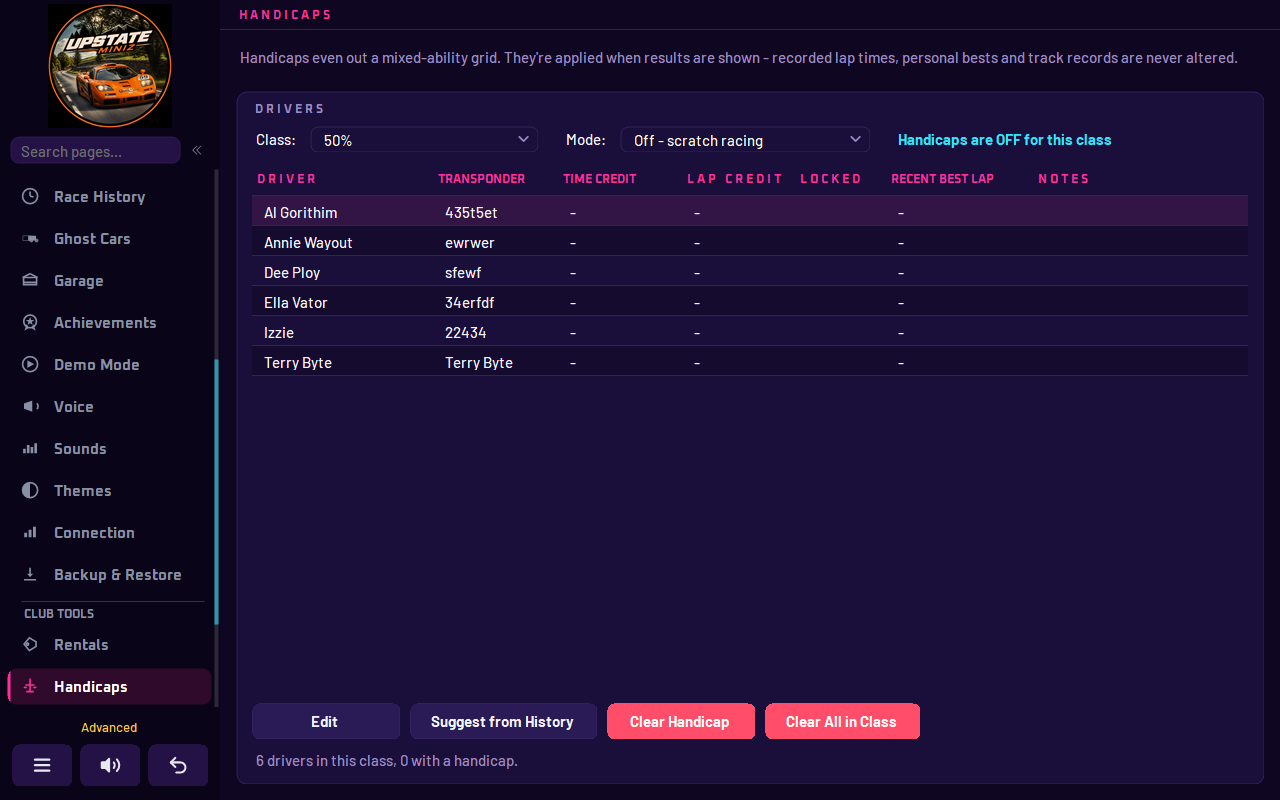 UPSTATE
MINIZ
Search pages...
Race History
Ghost Cars
Garage
Achievements
Demo Mode
Voice
Sounds
Themes
Connection
Backup & Restore
CLUB TOOLS
Rentals
Handicaps
Advanced
HANDICAPS
Handicaps even out a mixed-ability grid. They're applied when results are shown - recorded lap times, personal bests and track records are never altered.
DRIVERS
Class: 50% Mode: Off - scratch racing Handicaps are OFF for this class
DRIVER TRANSPONDER TIME CREDIT LAP CREDIT LOCKED RECENT BEST LAP NOTES
Al Gorithim 435t5et - - -
Annie Wayout ewrwer - - -
Dee Ploy sfewf - - -
Ella Vator 34erfdf - - -
Izzie 22434 - - -
Terry Byte Terry Byte - - -
Edit Suggest from History Clear Handicap Clear All in Class
6 drivers in this class, 0 with a handicap.